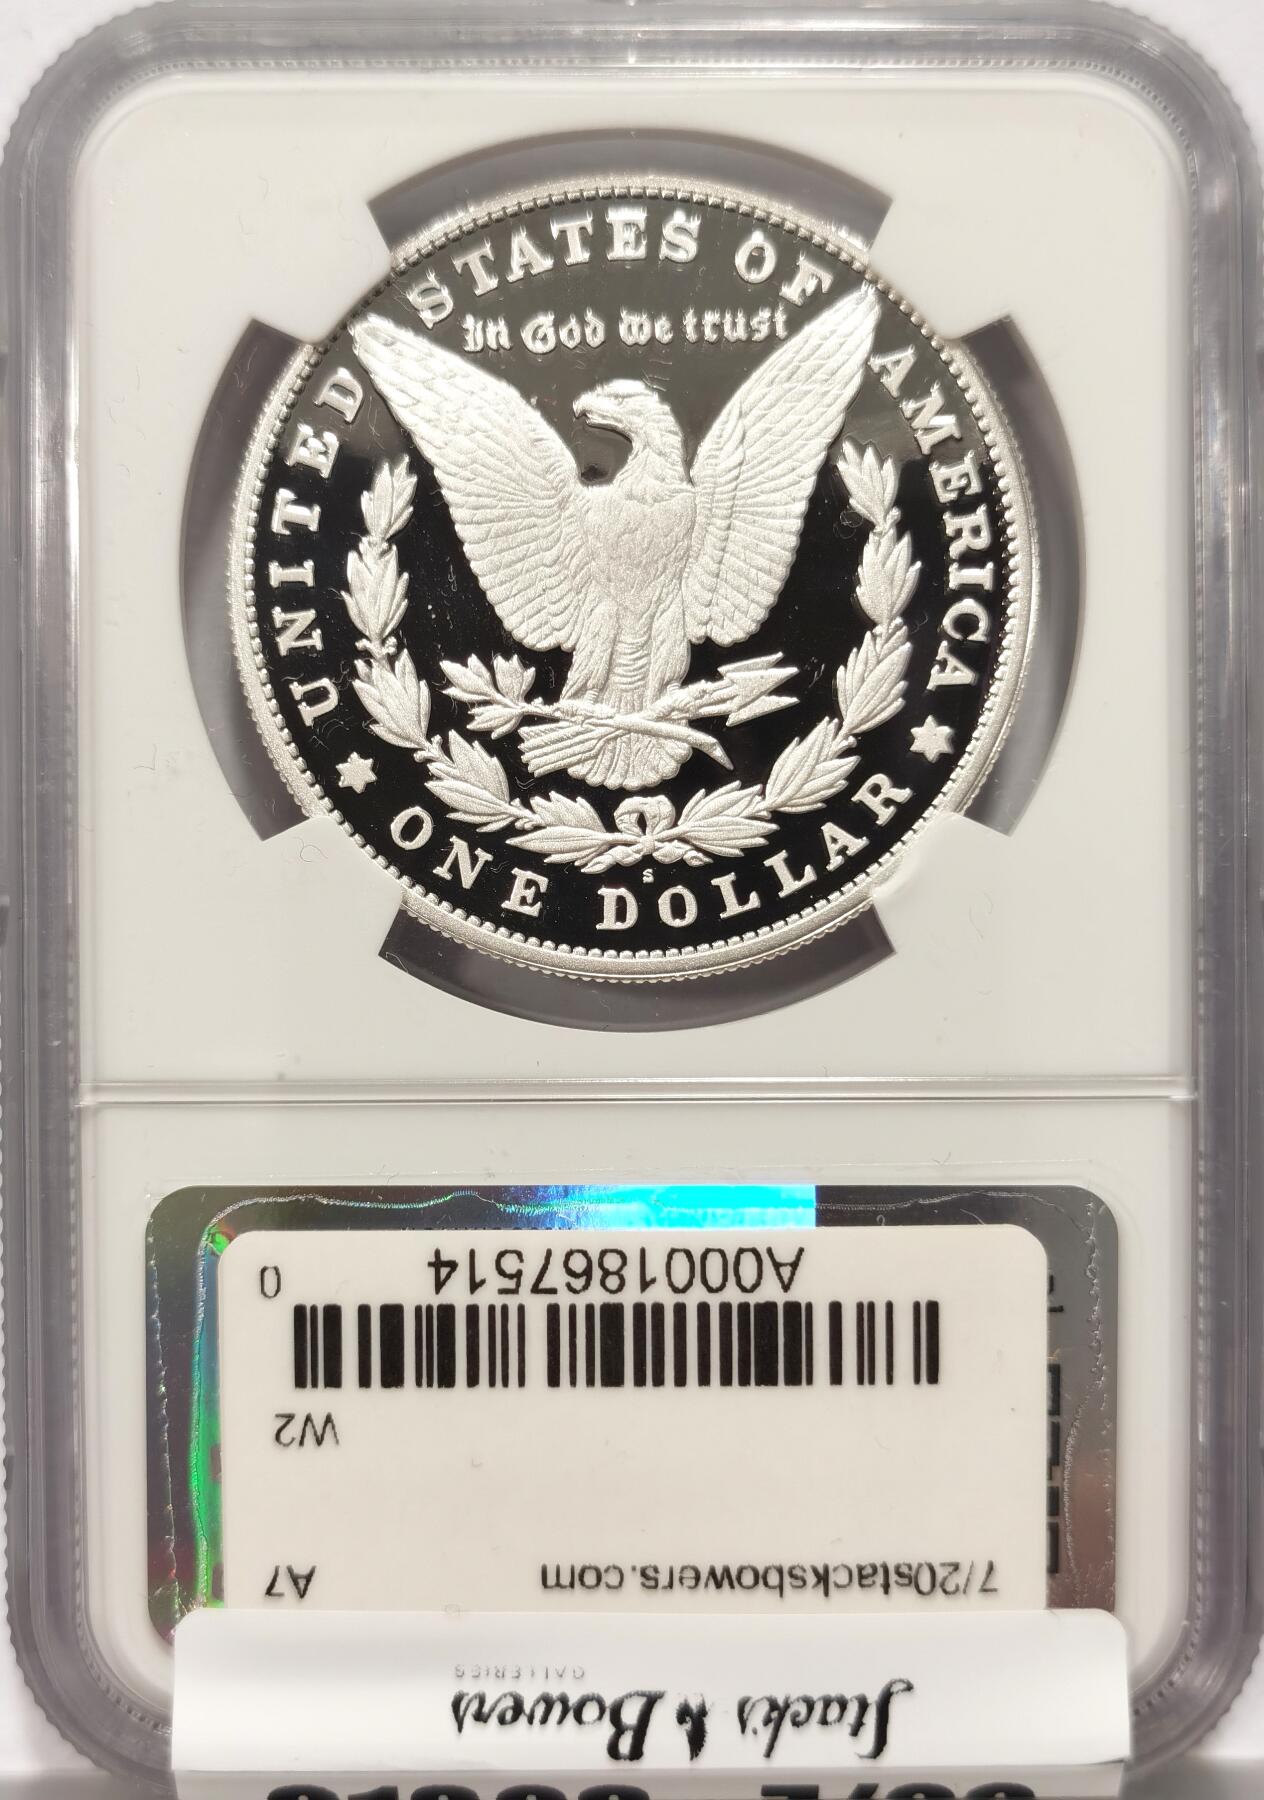 UNITED STATES OF AMERICA
In God we trust
S
ONE DOLLAR
Stack's Bowers
GALLERIES
7/20stacksbowers.com A7
W2
A0001867514 0